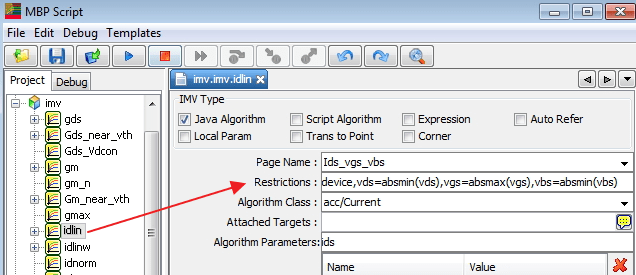 MBP Script
File Edit Debug Templates
Project Debug
imv.imv.idlin
imv
gds
Gds_near_vth
Gds_Vdcon
gm
gm_n
Gm_near_vth
gmax
idlin
idlinw
idnorm
IMV Type
Java Algorithm Script Algorithm Expression Auto Refer
Local Param Trans to Point Corner
Page Name : Ids_vgs_vbs
Restrictions : device,vds=absmin(vds),vgs=absmax(vgs),vbs=absmin(vbs)
Algorithm Class : acc/Current
Attached Targets :
Algorithm Parameters: ids
Name Value